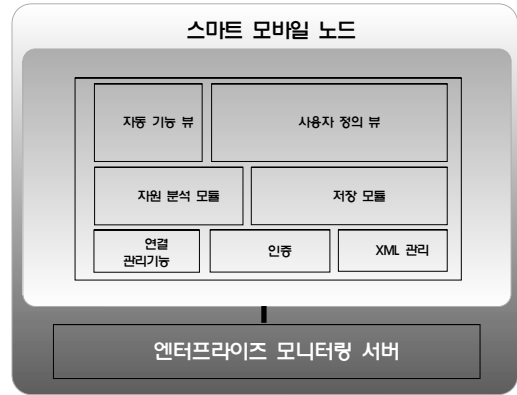 스마트 모바일 노드
자동 기능 뷰
사용자 정의 뷰
자원 분석 모듈
저장 모듈
연결
관리기능
인증
XML 관리
엔터프라이즈 모니터링 서버